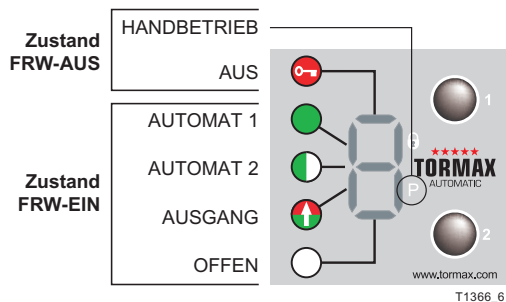 Zustand
FRW-AUS
HANDBETRIEB
AUS
Zustand
FRW-EIN
AUTOMAT 1
AUTOMAT 2
AUSGANG
OFFEN
1
TORMAX
AUTOMATIC
P
2
www.tormax.com
T1366_6